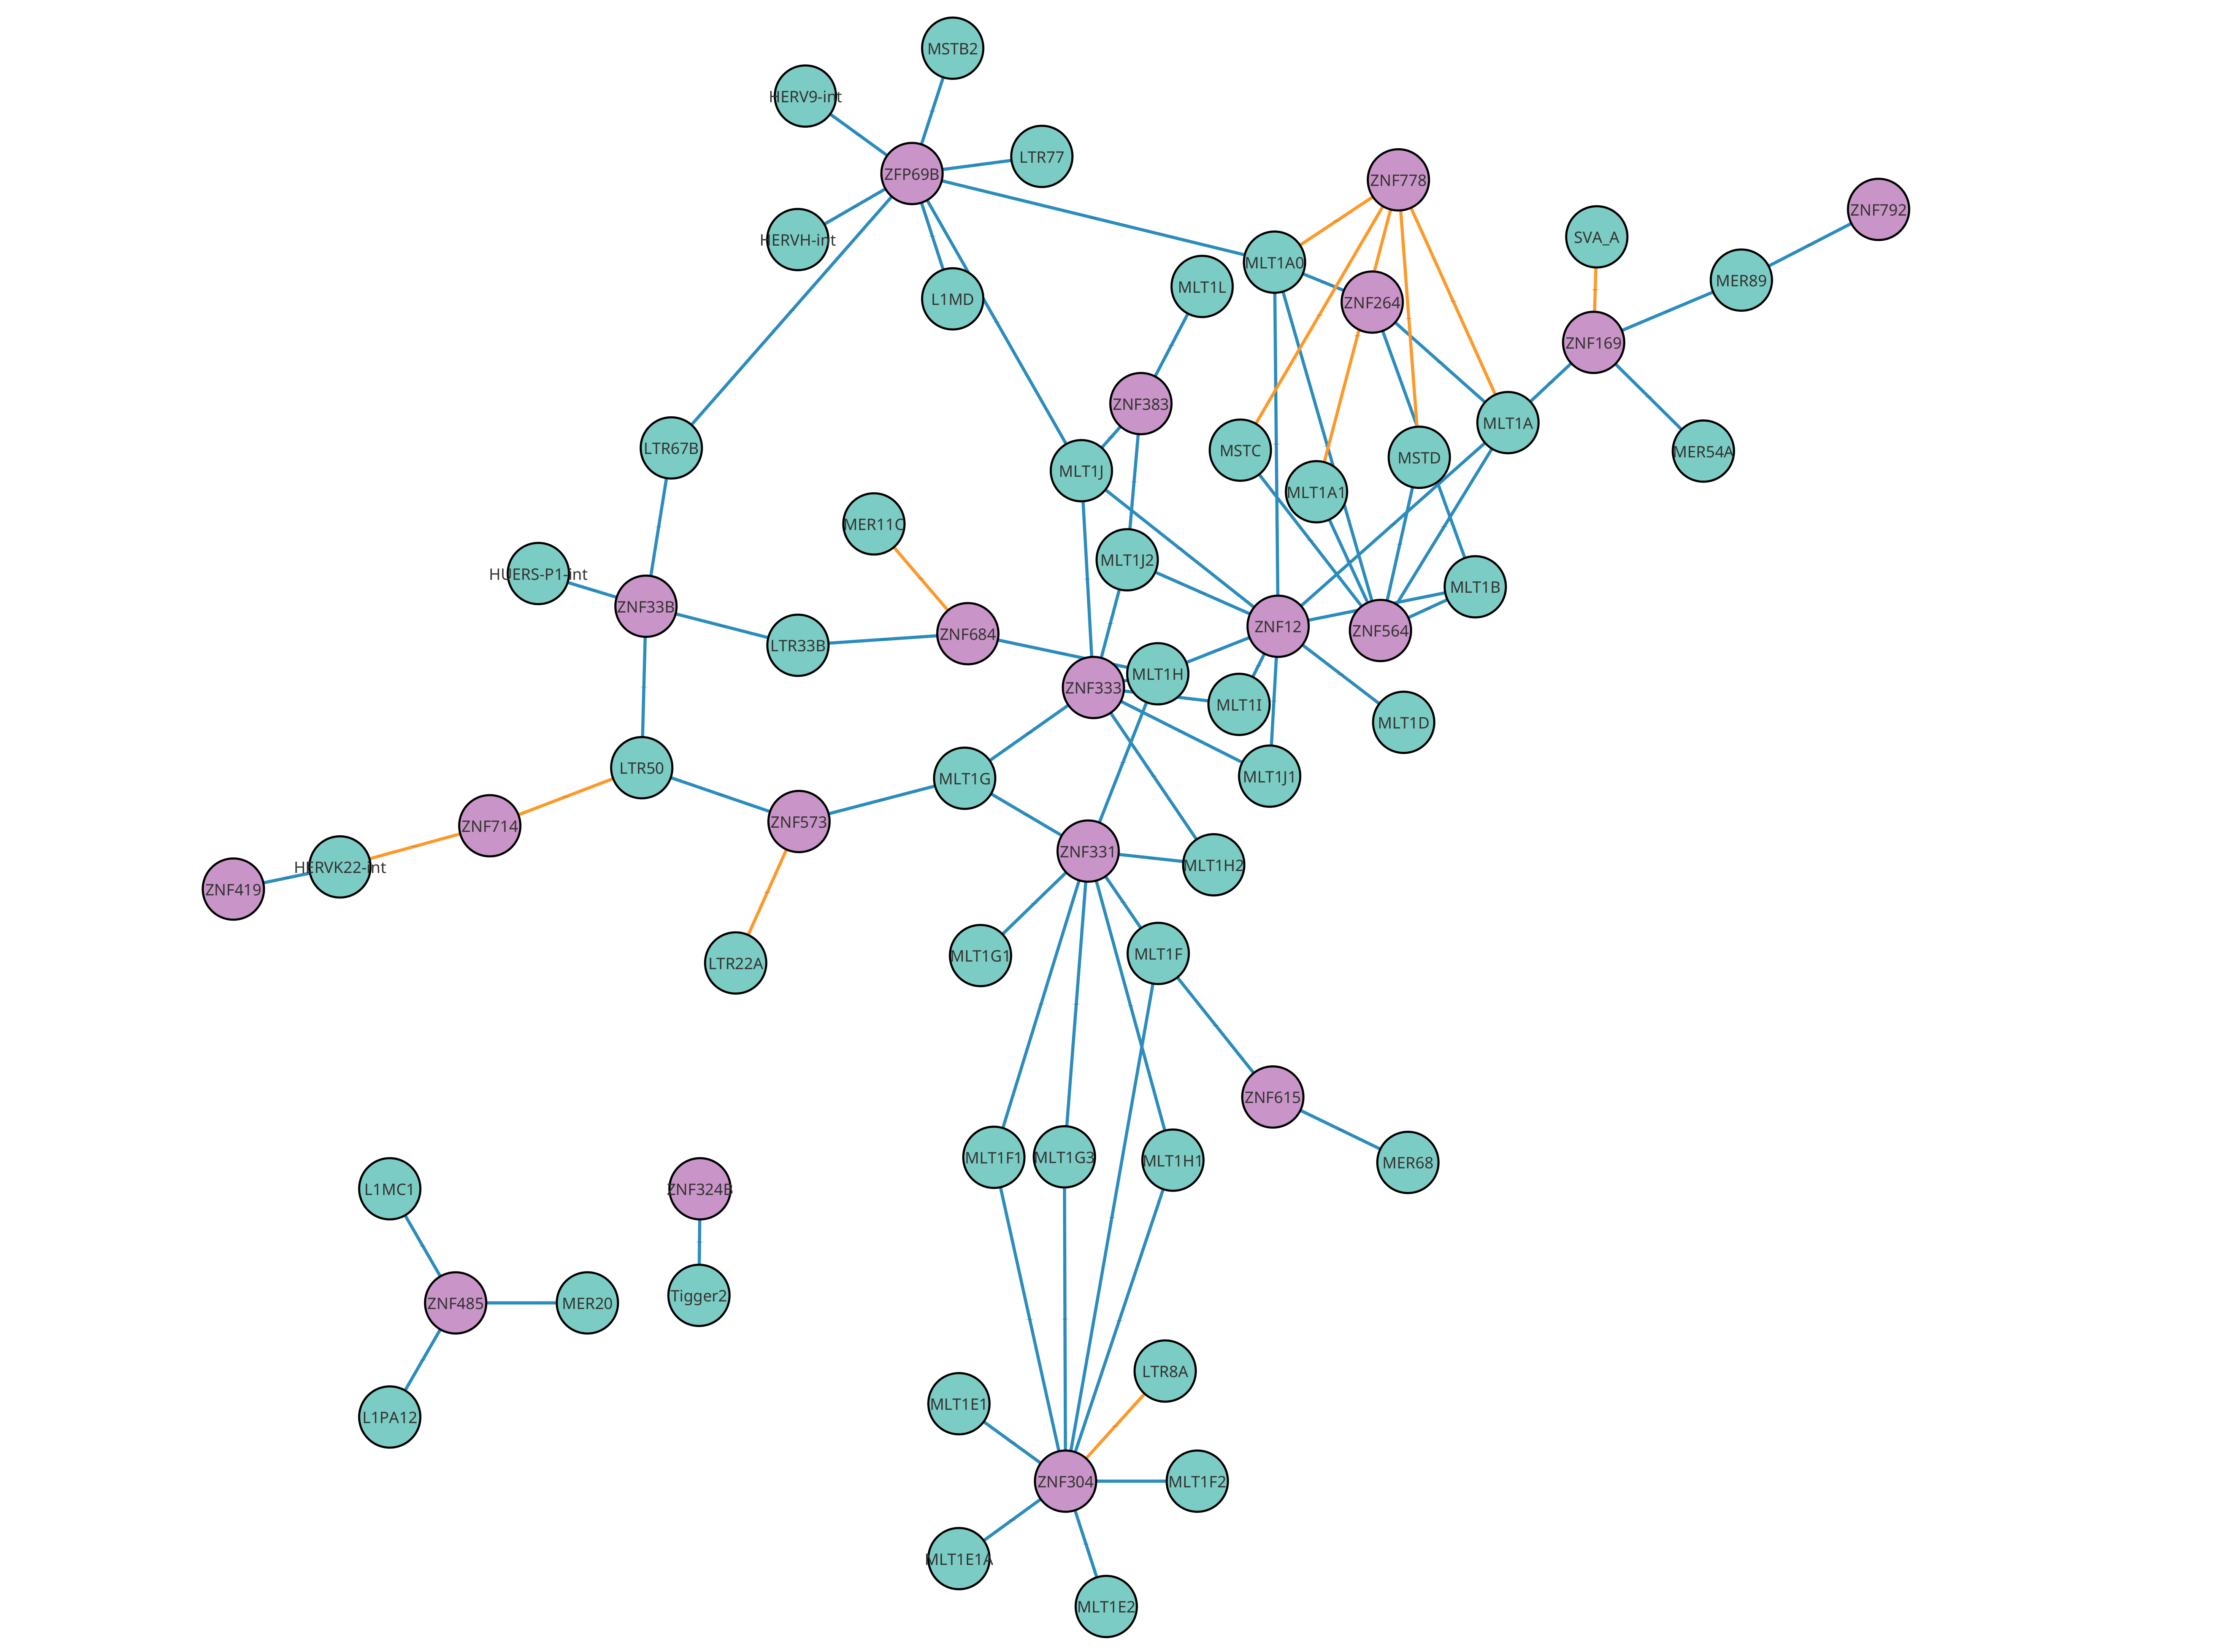 MSTB2
HERV9-int
LTR77
ZFP69B
ZNF778
ZNF792
SVA_A
HERVH-int
MLT1A0
MER89
MLT1L
L1MD
ZNF264
ZNF169
ZNF383
MLT1A
LTR67B
MSTC
MER54A
MSTD
MLT1J
MLT1A1
MER11C
MLT1J2
HUERS-P1-int
MLT1B
ZNF33B
ZNF12
ZNF564
ZNF684
LTR33B
MLT1H
ZNF333
MLT1I
MLT1D
LTR50
MLT1J1
MLT1G
ZNF573
ZNF714
ZNF331
MLT1H2
HERVK22-int
ZNF419
MLT1F
MLT1G1
LTR22A
ZNF615
MLT1F1
MLT1G3
MLT1H1
MER68
L1MC1
ZNF324B
Tigger2
ZNF485
MER20
LTR8A
MLT1E1
L1PA12
ZNF304
MLT1F2
MLT1E1A
MLT1E2